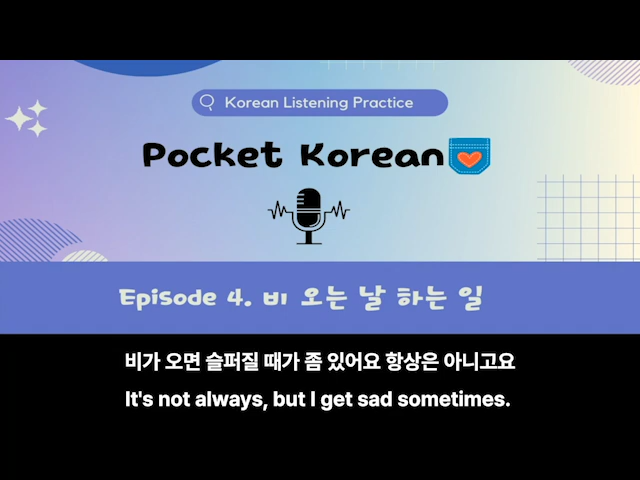 Korean Listening Practice
Pocket Korean
Episode 4. 비 오는 날 하는 일
비가 오면 슬퍼질 때가 좀 있어요 항상은 아니고요
It's not always, but I get sad sometimes.